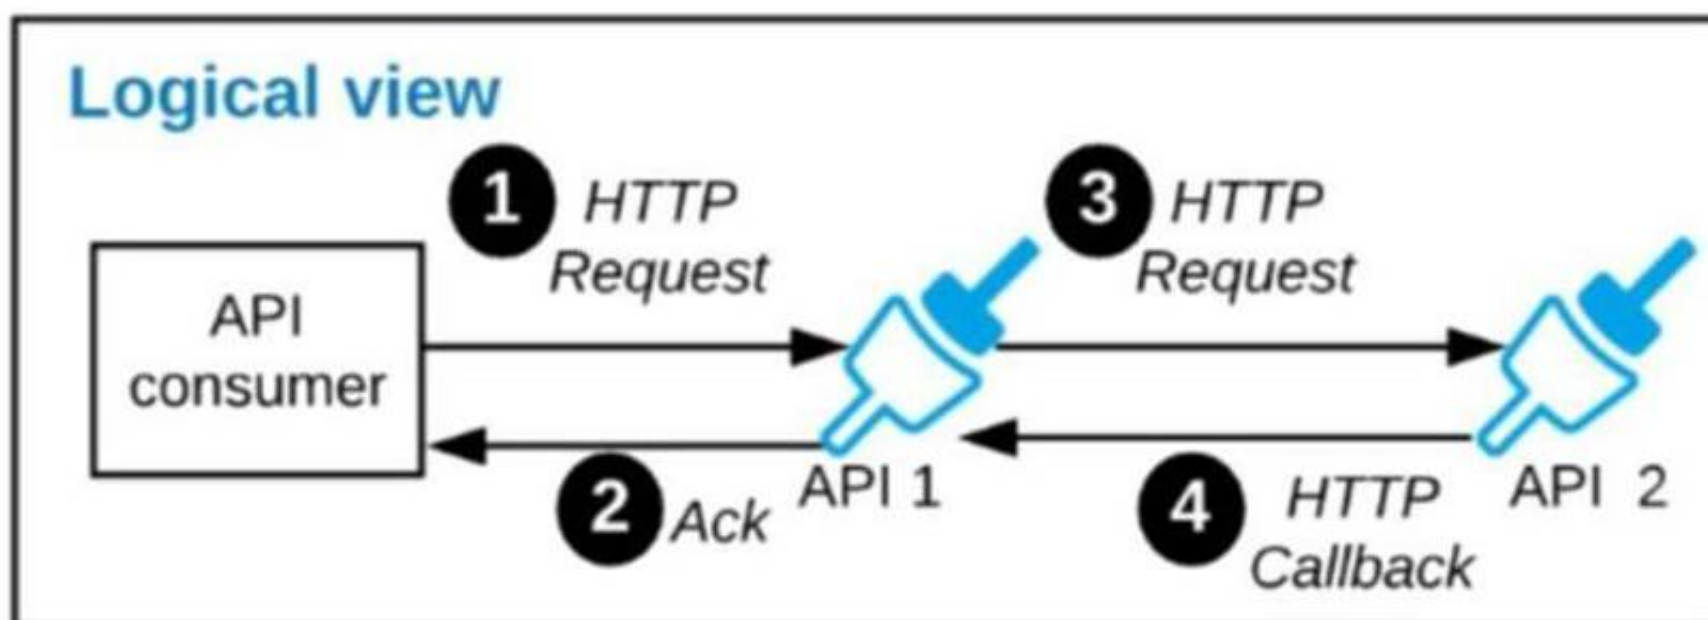 Logical view
1
HTTP
Request
3
HTTP
Request
API
consumer
2
Ack
API 1
4
HTTP
Callback
API 2